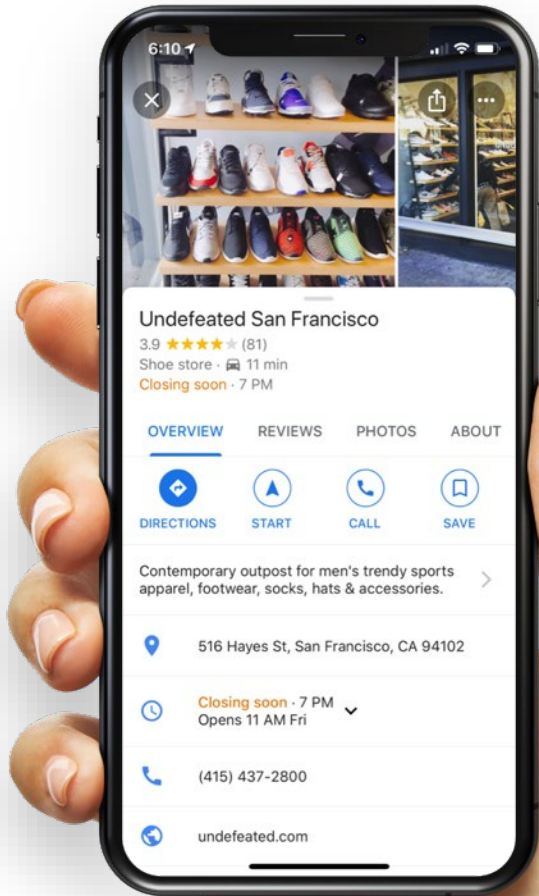 6:10
Undefeated San Francisco
3.9 (81)
Shoe store · 11 min
Closing soon · 7 PM
OVERVIEW REVIEWS PHOTOS ABOUT
DIRECTIONS START CALL SAVE
Contemporary outpost for men's trendy sports
apparel, footwear, socks, hats & accessories.
516 Hayes St, San Francisco, CA 94102
Closing soon · 7 PM
Opens 11 AM Fri
(415) 437-2800
undefeated.com